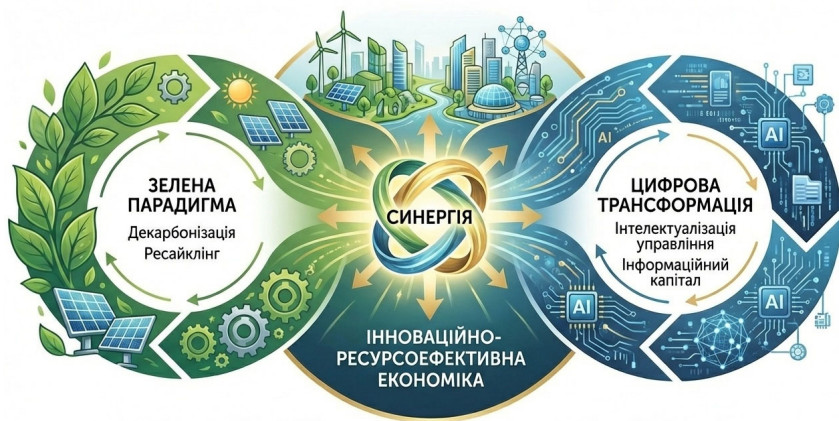 ЗЕЛЕНА
ПАРАДИГМА
Декарбонізація
Ресайклінг
СИНЕРГІЯ
ІННОВАЦІЙНО-
РЕСУРСОЕФЕКТИВНА
ЕКОНОМІКА
ЦИФРОВА
ТРАНСФОРМАЦІЯ
Інтелектуалізація
управління
Інформаційний
капітал
AI
AI
AI
AI